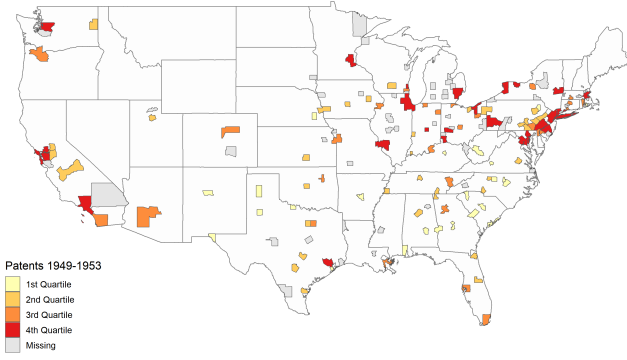 Patents 1949-1953
1st Quartile
2nd Quartile
3rd Quartile
4th Quartile
Missing